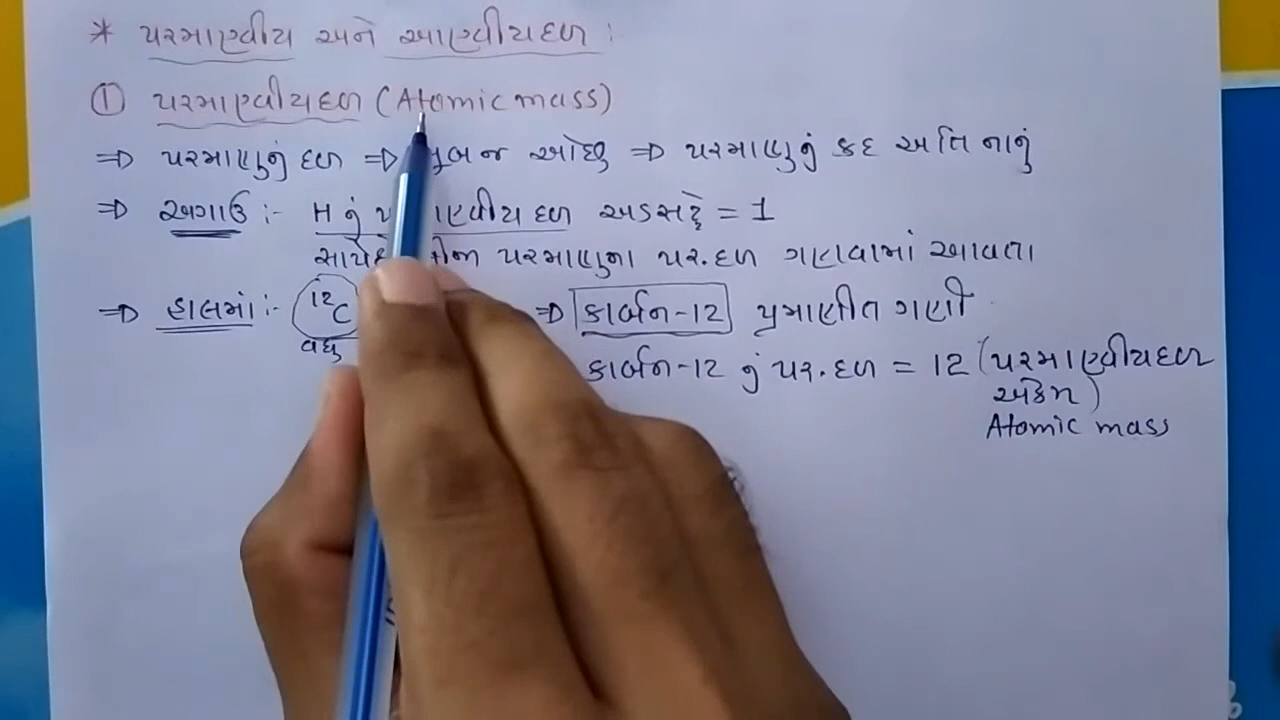 * પરમાણ્વીય અને આણ્વીયદળ :
① પરમાણ્વીયદળ (Atomic mass)
⇒ પરમાણુનું દળ ⇒ જ ઓછુ ⇒ પરમાણુનું કદ અતિ નાનું
⇒ અગાઉ :- H નું દળ અડસટ્ટે = 1
પરમાણુના પર.દળ ગણવામાં આવતા
⇒ હાલમાં :- ¹²C ⇒ કાર્બન-12 પ્રમાણીત ગણી
વધુ
કાર્બન-12 નું પર.દળ = 12 (પરમાણ્વીયદળ
એકમ)
Atomic mass